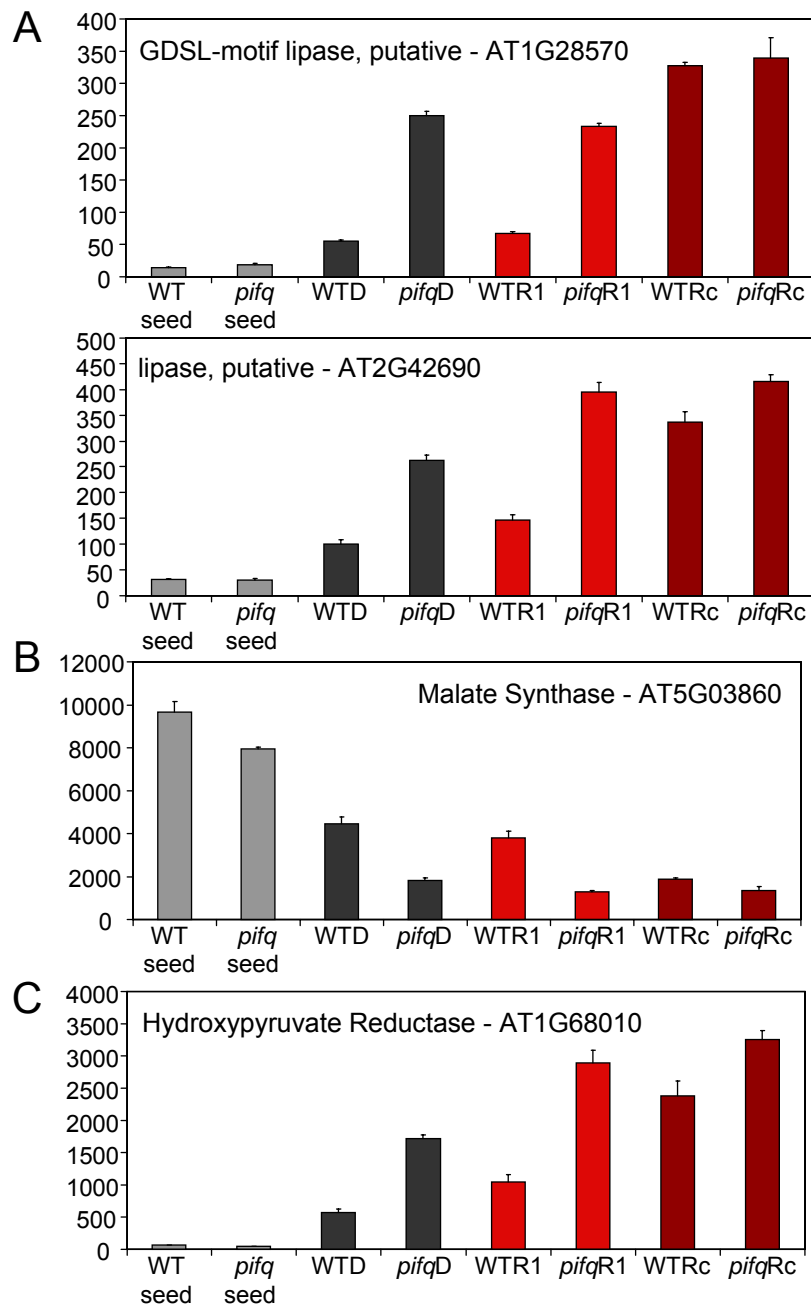 A
GDSL-motif lipase, putative - AT1G28570
400
350
300
250
200
150
100
50
0
WT seed
pifq seed
WTD
pifqD
WTR1
pifqR1
WTRc
pifqRc
lipase, putative - AT2G42690
500
450
400
350
300
250
200
150
100
50
0
WT seed
pifq seed
WTD
pifqD
WTR1
pifqR1
WTRc
pifqRc
B
Malate Synthase - AT5G03860
12000
10000
8000
6000
4000
2000
0
WT seed
pifq seed
WTD
pifqD
WTR1
pifqR1
WTRc
pifqRc
C
Hydroxypyruvate Reductase - AT1G68010
4000
3500
3000
2500
2000
1500
1000
500
0
WT seed
pifq seed
WTD
pifqD
WTR1
pifqR1
WTRc
pifqRc